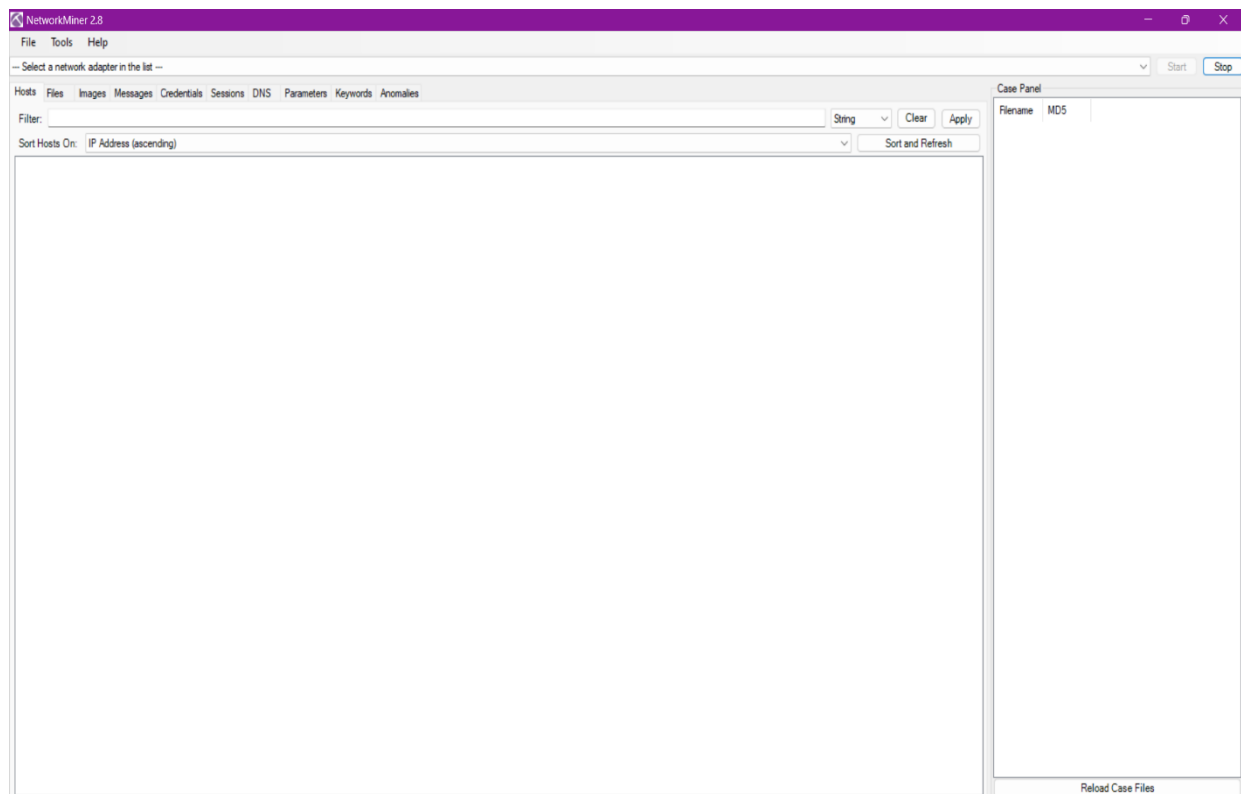 NetworkMiner 2.8
File Tools Help
--- Select a network adapter in the list --- Start Stop
Hosts Files Images Messages Credentials Sessions DNS Parameters Keywords Anomalies
Filter: String Clear Apply
Sort Hosts On: IP Address (ascending) Sort and Refresh
Case Panel
Filename MD5
Reload Case Files